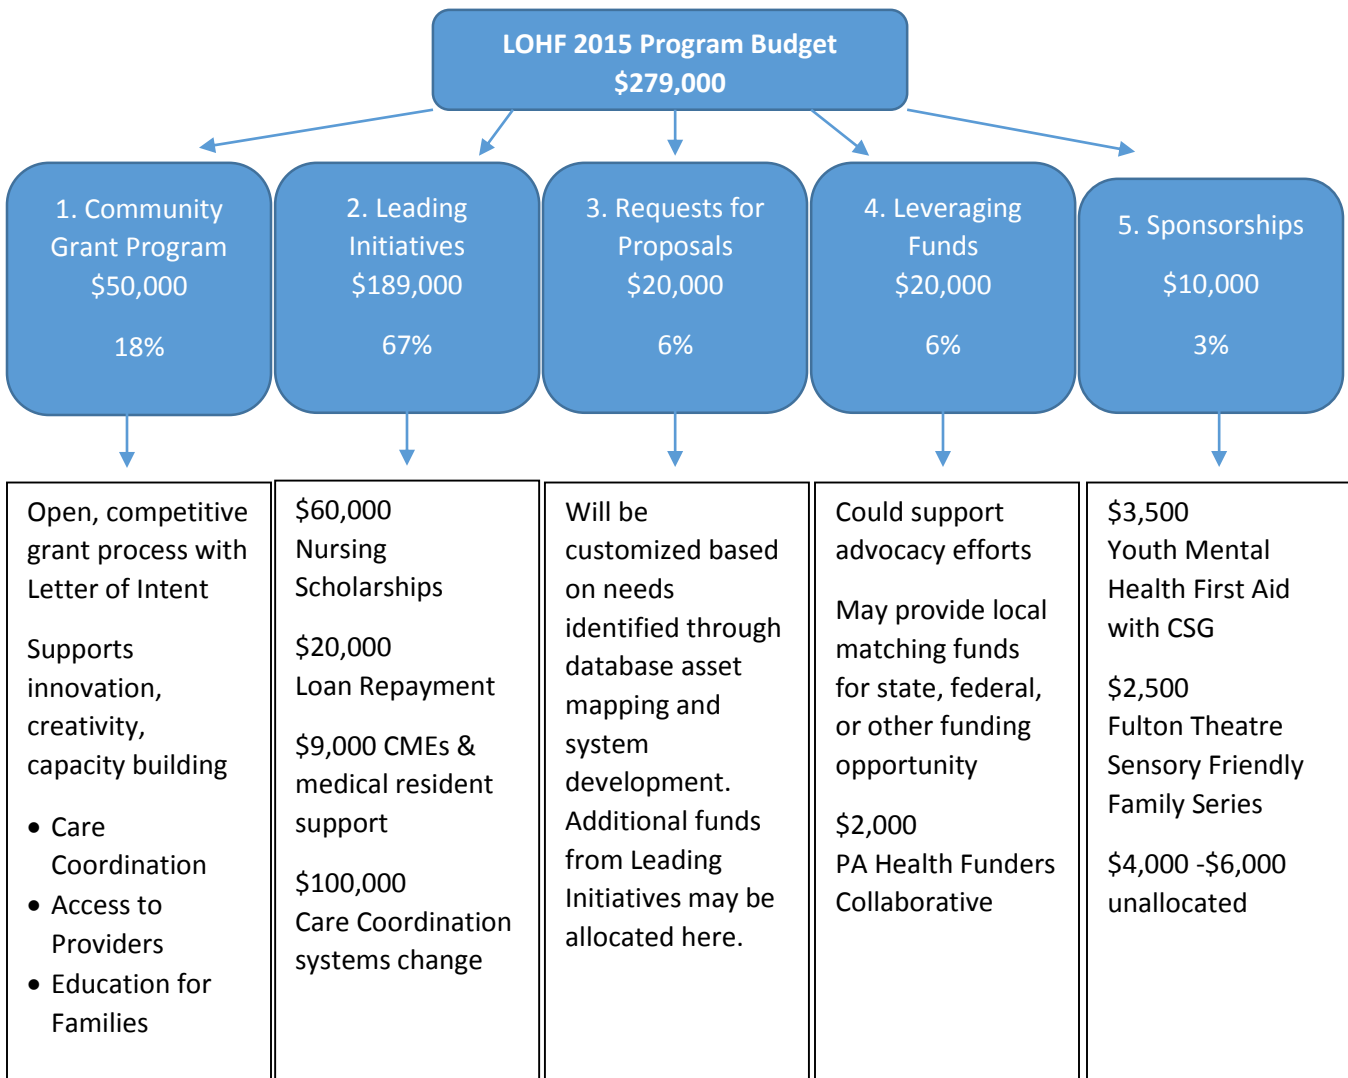 LOHF 2015 Program Budget
$279,000
1. Community
Grant Program
$50,000
18%
2. Leading
Initiatives
$189,000
67%
3. Requests for
Proposals
$20,000
6%
4. Leveraging
Funds
$20,000
6%
5. Sponsorships
$10,000
3%
Open, competitive
grant process with
Letter of Intent
Supports
innovation,
creativity,
capacity building
• Care
Coordination
• Access to
Providers
• Education for
Families
$60,000
Nursing
Scholarships
$20,000
Loan Repayment
$9,000 CMEs &
medical resident
support
$100,000
Care Coordination
systems change
Will be
customized based
on needs
identified through
database asset
mapping and
system
development.
Additional funds
from Leading
Initiatives may be
allocated here.
Could support
advocacy efforts
May provide local
matching funds
for state, federal,
or other funding
opportunity
$2,000
PA Health Funders
Collaborative
$3,500
Youth Mental
Health First Aid
with CSG
$2,500
Fulton Theatre
Sensory Friendly
Family Series
$4,000 -$6,000
unallocated